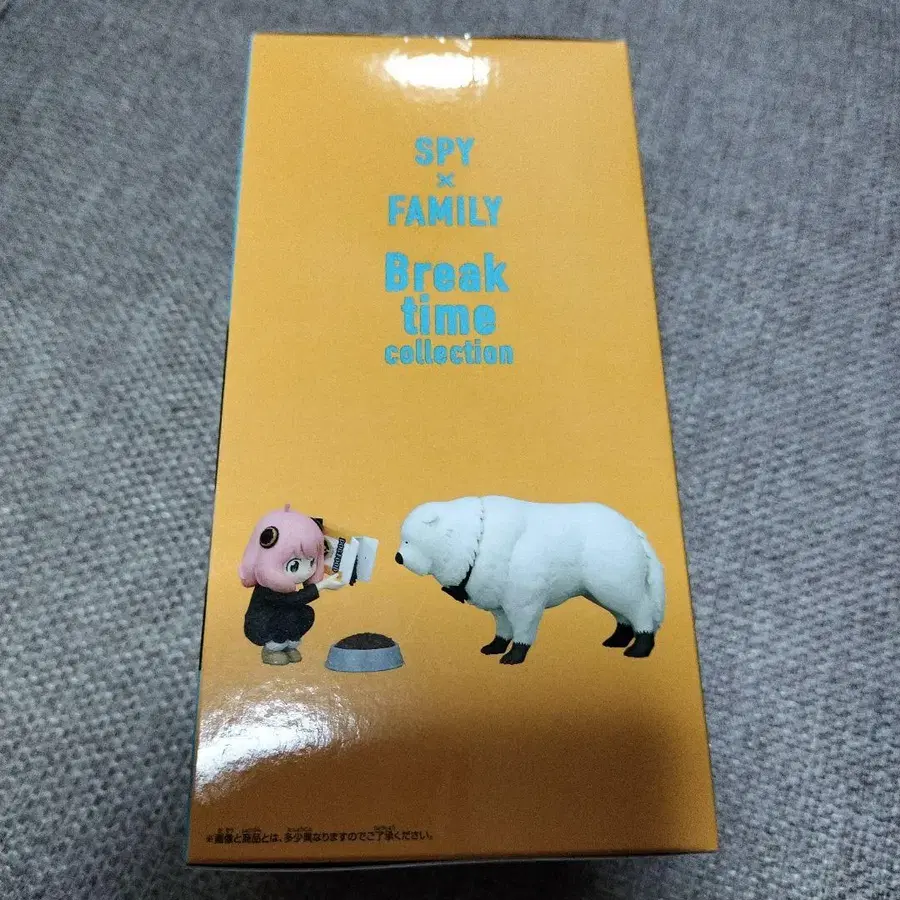 SPY
×
FAMILY
Break
time
collection
※画像と商品とは、多少異なりますのでご了承ください。